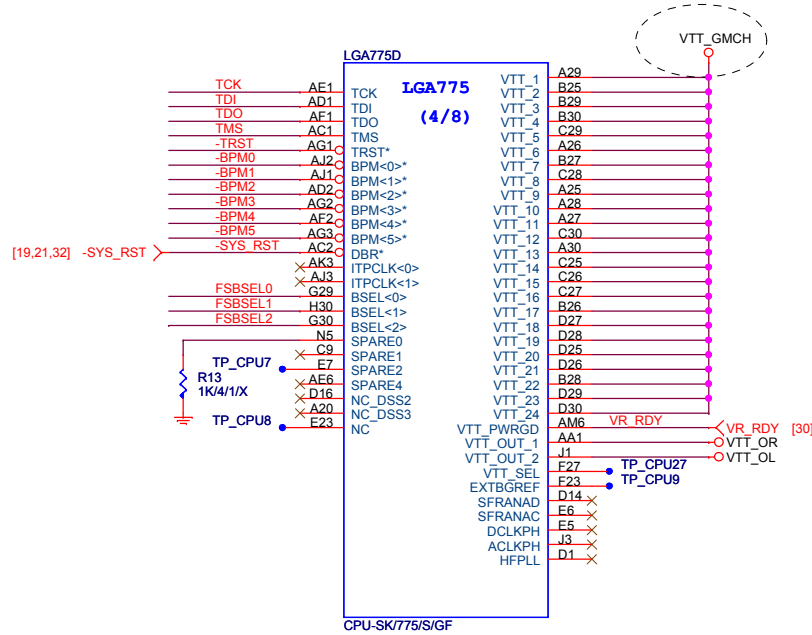 VTT_GMCH
LGA775D
LGA775
(4/8)
TCK AE1 TCK
TDI AD1 TDI
TDO AF1 TDO
TMS AC1 TMS
-TRST AG1 TRST*
-BPM0 AJ2 BPM<0>*
-BPM1 AJ1 BPM<1>*
-BPM2 AD2 BPM<2>*
-BPM3 AG2 BPM<3>*
-BPM4 AF2 BPM<4>*
-BPM5 AG3 BPM<5>*
[19,21,32] -SYS_RST -SYS_RST AC2 DBR*
AK3 ITPCLK<0>
AJ3 ITPCLK<1>
FSBSEL0 G29 BSEL<0>
FSBSEL1 H30 BSEL<1>
FSBSEL2 G30 BSEL<2>
N5 SPARE0
C9 SPARE1
TP_CPU7 E7 SPARE2
AE6 SPARE4
D16 NC_DSS2
A20 NC_DSS3
TP_CPU8 E23 NC
R13
1K/4/1/X
VTT_1 A29
VTT_2 B25
VTT_3 B29
VTT_4 B30
VTT_5 C29
VTT_6 A26
VTT_7 B27
VTT_8 C28
VTT_9 A25
VTT_10 A28
VTT_11 A27
VTT_12 C30
VTT_13 A30
VTT_14 C25
VTT_15 C26
VTT_16 C27
VTT_17 B26
VTT_18 D27
VTT_19 D28
VTT_20 D25
VTT_21 D26
VTT_22 B28
VTT_23 D29
VTT_24 D30
VTT_PWRGD AM6 VR_RDY VR_RDY [30]
VTT_OUT_1 AA1 VTT_OR
VTT_OUT_2 J1 VTT_OL
VTT_SEL F27 TP_CPU27
EXTBGREF F23 TP_CPU9
SFRANAD D14
SFRANAC E6
DCLKPH E5
ACLKPH J3
HFPLL D1
CPU-SK/775/S/GF